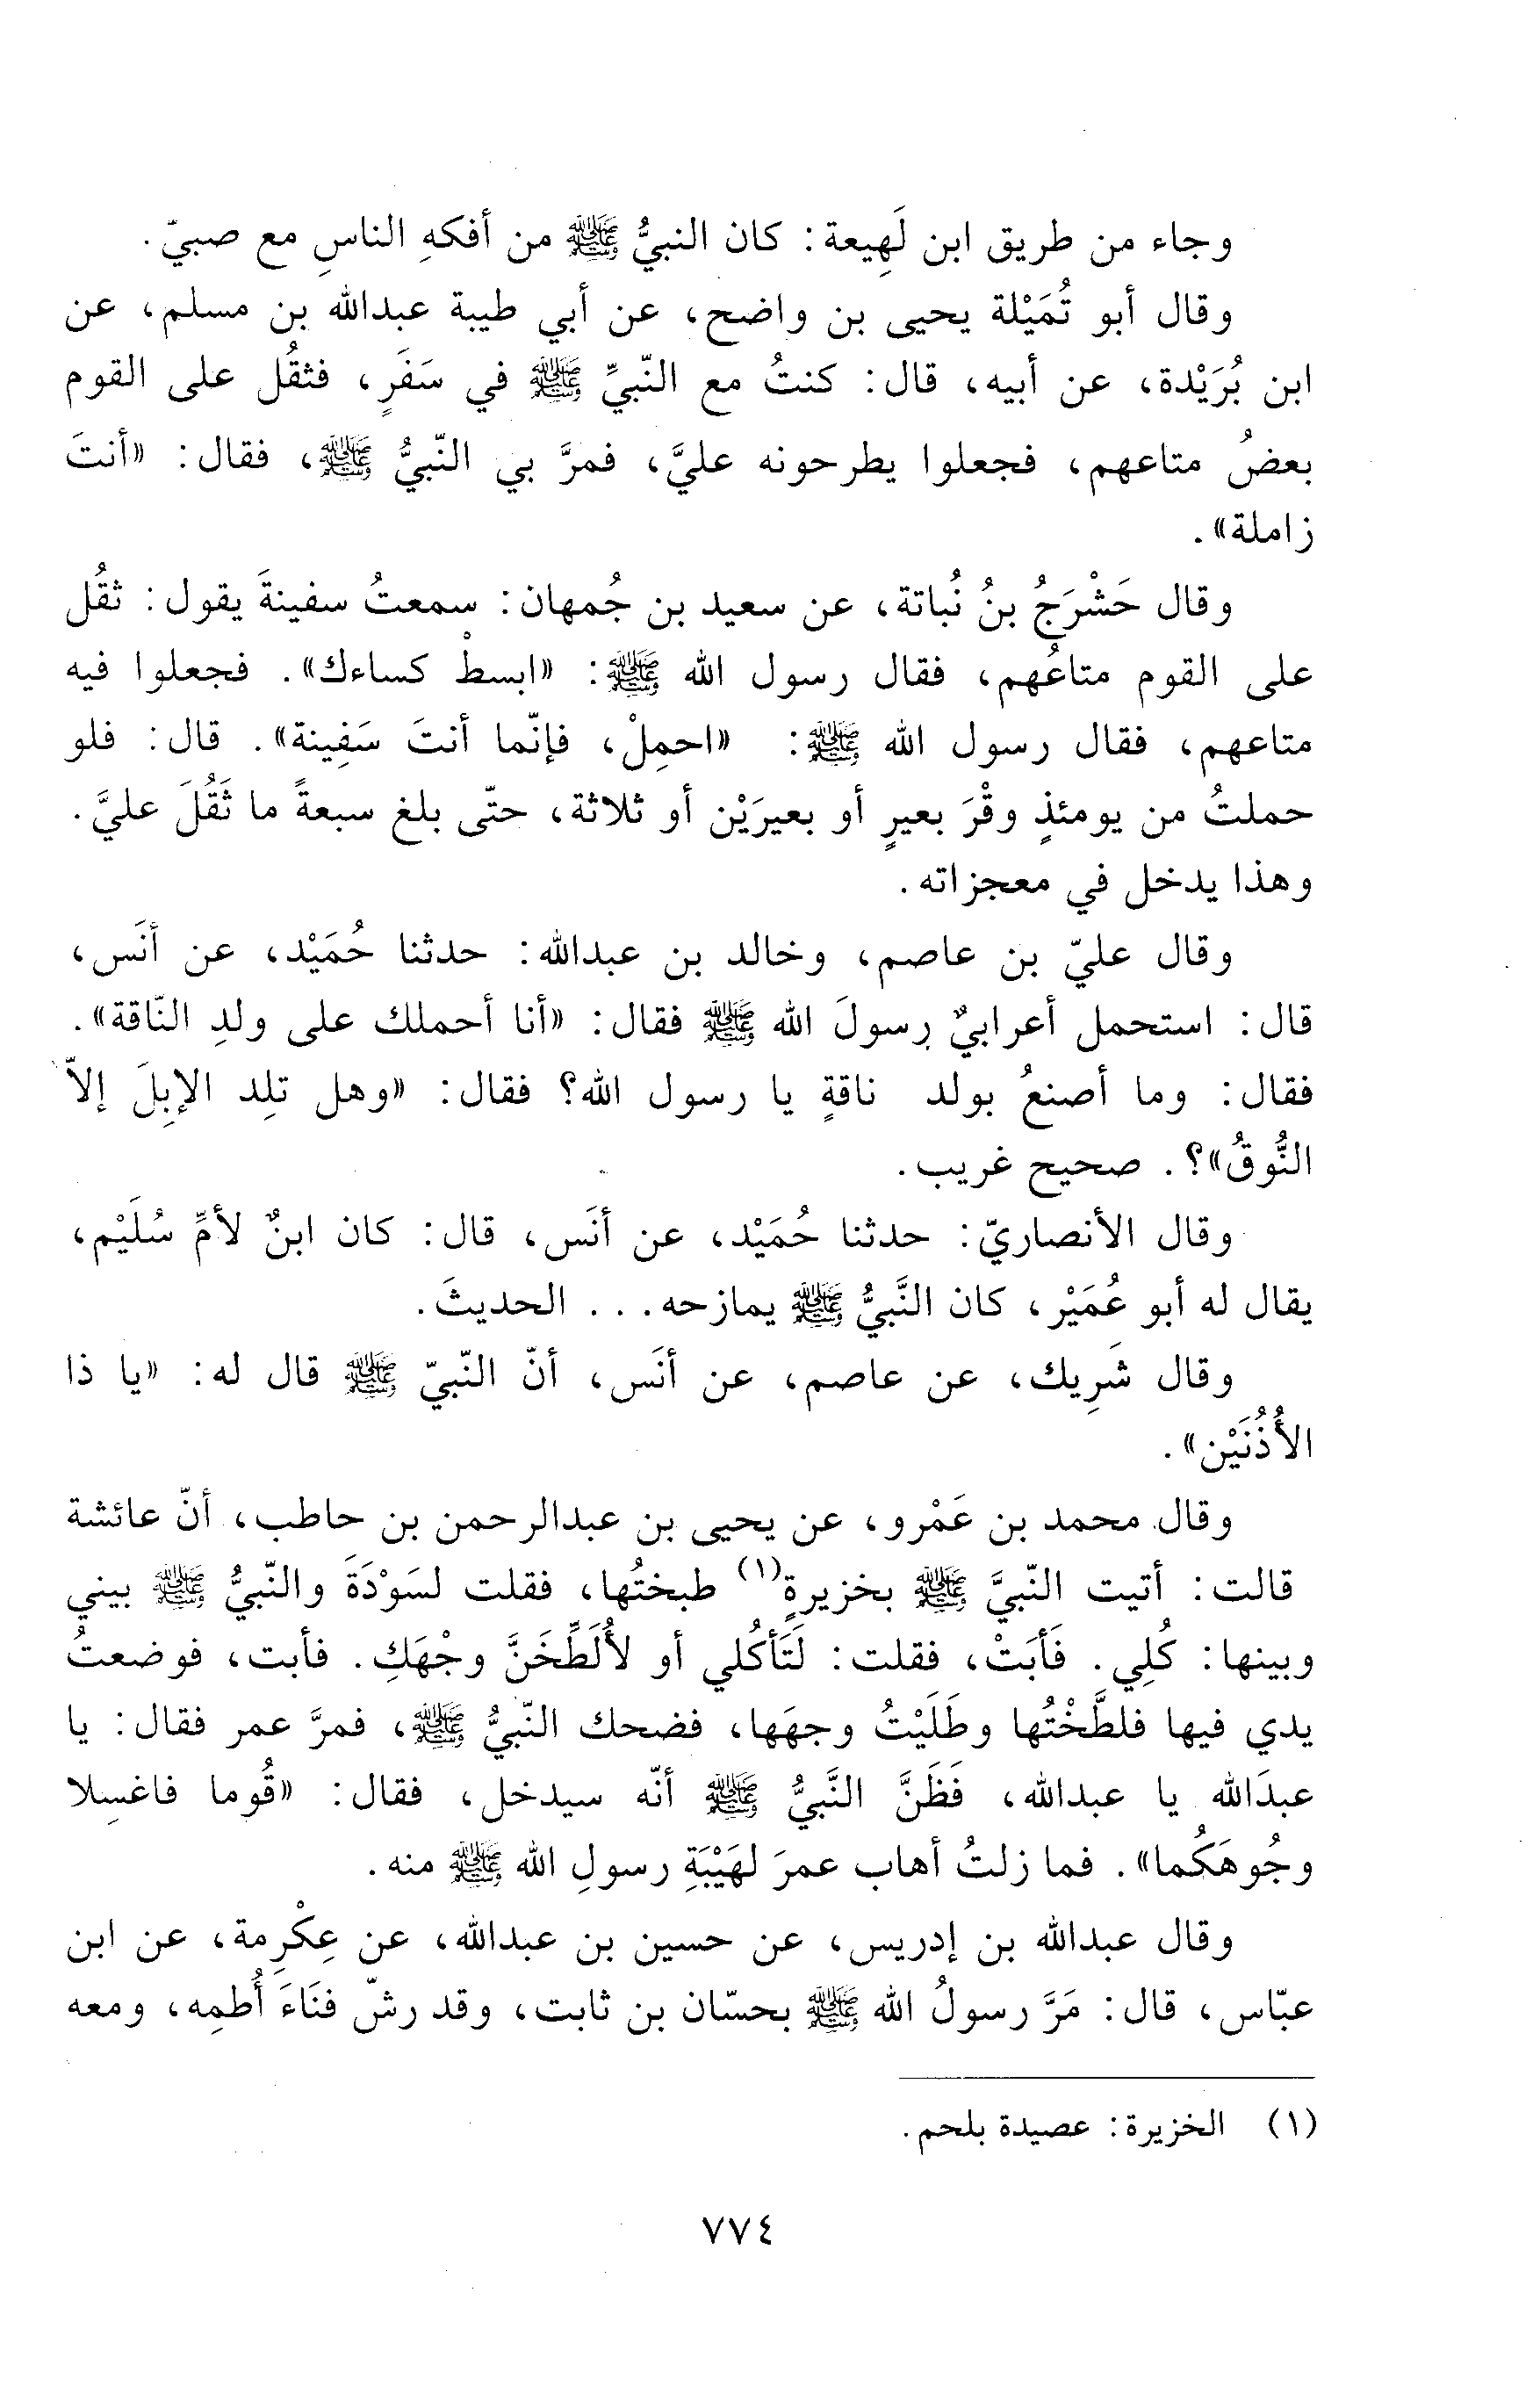 وجاء من طريق ابن لَهِيعة: كان النبيُّ ﷺ من أفكهِ الناسِ مع صبيّ.
وقال أبو تُمَيْلة يحيى بن واضح، عن أبي طيبة عبدالله بن مسلم، عن
ابن بُرَيْدة، عن أبيه، قال: كنتُ مع النّبيِّ ﷺ في سَفَرٍ، فثقُل على القوم
بعضُ متاعهم، فجعلوا يطرحونه عليَّ، فمرَّ بي النّبيُّ ﷺ، فقال: «أنتَ
زاملة».
وقال حَشْرَجُ بنُ نُباتة، عن سعيد بن جُمهان: سمعتُ سفينةَ يقول: ثقُل
على القوم متاعُهم، فقال رسول الله ﷺ: «ابسطْ كساءك». فجعلوا فيه
متاعهم، فقال رسول الله ﷺ: «احمِلْ، فإنّما أنتَ سَفِينة». قال: فلو
حملتُ من يومئذٍ وقْرَ بعيرٍ أو بعيرَيْن أو ثلاثة، حتّى بلغ سبعةً ما ثَقُلَ عليَّ.
وهذا يدخل في معجزاته.
وقال عليّ بن عاصم، وخالد بن عبدالله: حدثنا حُمَيْد، عن أنَس،
قال: استحمل أعرابيٌ رسولَ الله ﷺ فقال: «أنا أحملك على ولدِ النّاقة».
فقال: وما أصنعُ بولد ناقةٍ يا رسول الله؟ فقال: «وهل تلِد الإبِلَ إلاّ
النُّوقُ»؟. صحيح غريب.
وقال الأنصاريّ: حدثنا حُمَيْد، عن أنَس، قال: كان ابنٌ لأمِّ سُلَيْم،
يقال له أبو عُمَيْر، كان النَّبيُّ ﷺ يمازحه... الحديثَ.
وقال شَرِيك، عن عاصم، عن أنَس، أنّ النّبيّ ﷺ قال له: «يا ذا
الأُذُنَيْن».
وقال محمد بن عَمْرو، عن يحيى بن عبدالرحمن بن حاطب، أنّ عائشة
قالت: أتيت النّبيَّ ﷺ بخزيرةٍ(١) طبختُها، فقلت لسَوْدَةَ والنّبيُّ ﷺ بيني
وبينها: كُلِي. فَأبَتْ، فقلت: لَتَأكُلي أو لأُلَطِّخَنَّ وجْهَكِ. فأبت، فوضعتُ
يدي فيها فلطَّخْتُها وطَلَيْتُ وجهَها، فضحك النّبيُّ ﷺ، فمرَّ عمر فقال: يا
عبدَالله يا عبدالله، فَظَنَّ النَّبيُّ ﷺ أنّه سيدخل، فقال: «قُوما فاغسِلا
وجُوهَكُما». فما زلتُ أهاب عمرَ لهَيْبَةِ رسولِ الله ﷺ منه.
وقال عبدالله بن إدريس، عن حسين بن عبدالله، عن عِكْرِمة، عن ابن
عبّاس، قال: مَرَّ رسولُ الله ﷺ بحسّان بن ثابت، وقد رشّ فنَاءَ أُطمِه، ومعه
(١) الخزيرة: عصيدة بلحم.
٧٧٤